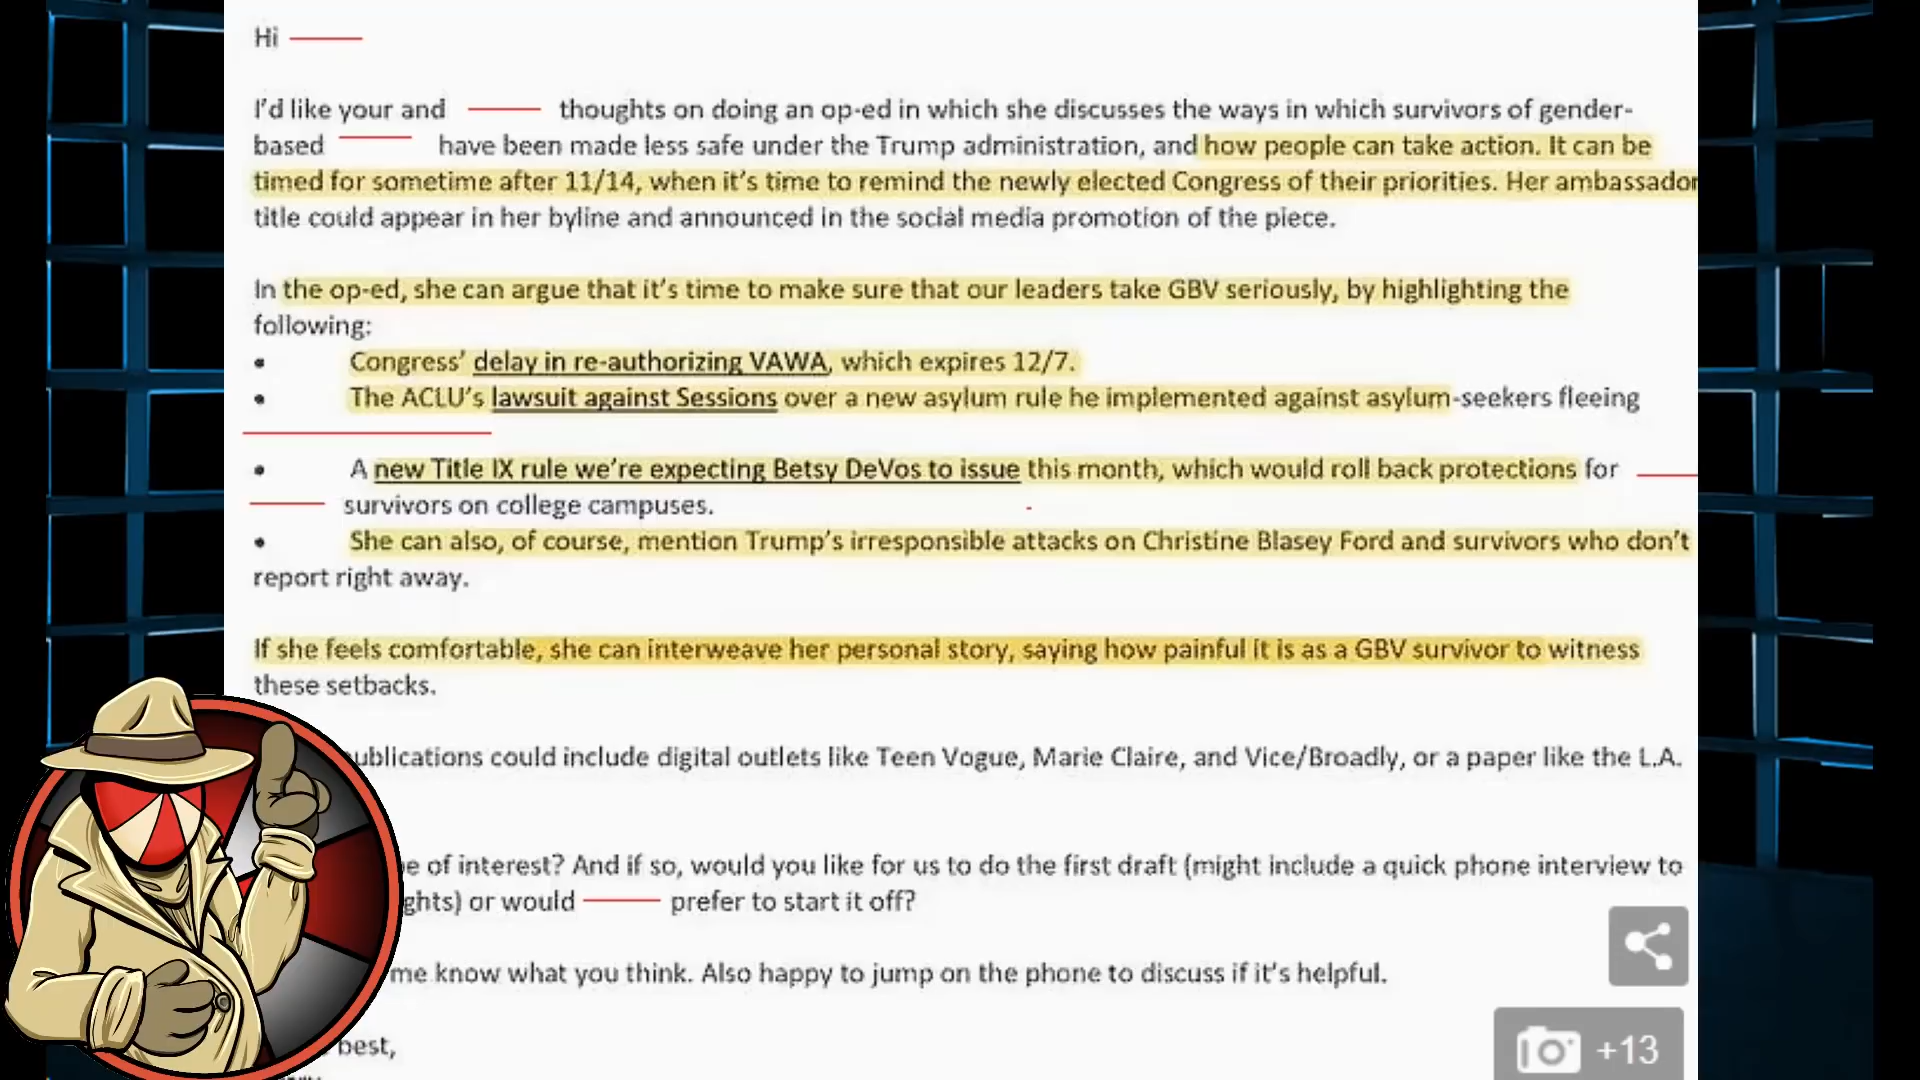 Hi
I'd like your and thoughts on doing an op-ed in which she discusses the ways in which survivors of gender-
based have been made less safe under the Trump administration, and how people can take action. It can be
timed for sometime after 11/14, when it's time to remind the newly elected Congress of their priorities. Her ambassador
title could appear in her byline and announced in the social media promotion of the piece.
In the op-ed, she can argue that it's time to make sure that our leaders take GBV seriously, by highlighting the
following:
• Congress' delay in re-authorizing VAWA, which expires 12/7.
• The ACLU's lawsuit against Sessions over a new asylum rule he implemented against asylum-seekers fleeing
• A new Title IX rule we're expecting Betsy DeVos to issue this month, which would roll back protections for
survivors on college campuses.
• She can also, of course, mention Trump's irresponsible attacks on Christine Blasey Ford and survivors who don't
report right away.
If she feels comfortable, she can interweave her personal story, saying how painful it is as a GBV survivor to witness
these setbacks.
ublications could include digital outlets like Teen Vogue, Marie Claire, and Vice/Broadly, or a paper like the L.A.
e of interest? And if so, would you like for us to do the first draft (might include a quick phone interview to
ghts) or would prefer to start it off?
me know what you think. Also happy to jump on the phone to discuss if it's helpful.
best,
+13